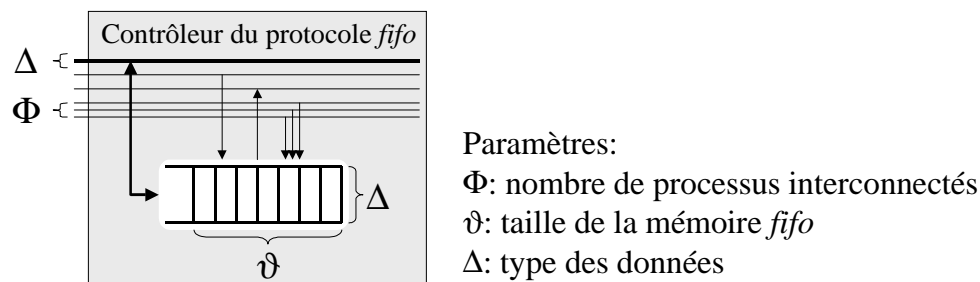 Contrôleur du protocole fifo
Δ
Φ
Δ
ϑ
Paramètres:
Φ: nombre de processus interconnectés
ϑ: taille de la mémoire fifo
Δ: type des données